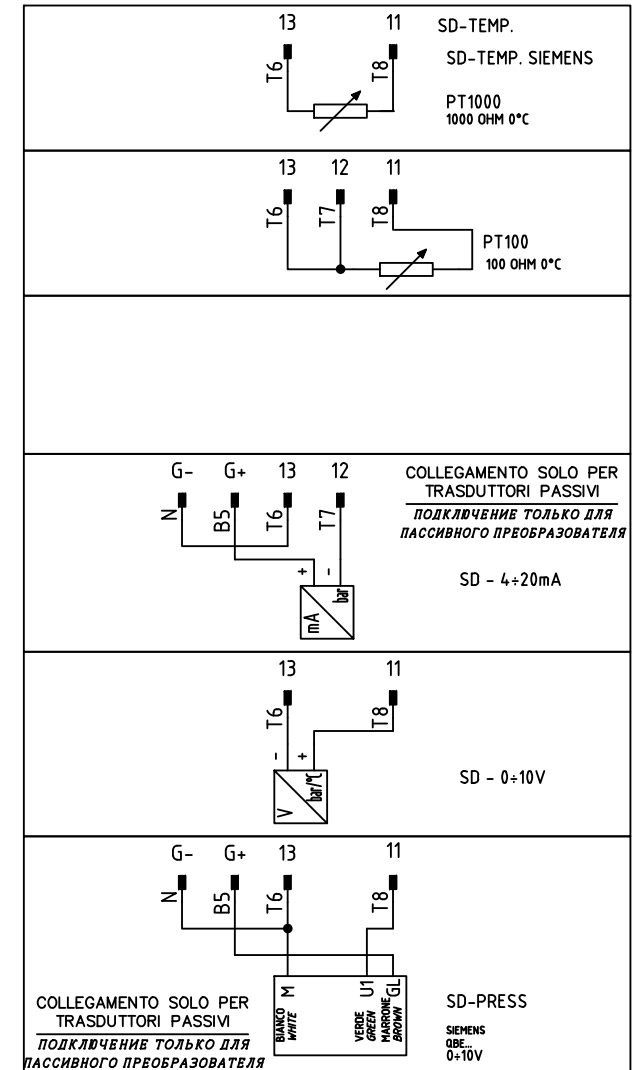 13 11 SD-TEMP.
T6 T8 SD-TEMP. SIEMENS
PT1000
1000 OHM 0°C
13 12 11
T6 T7 T8
PT100
100 OHM 0°C
G- G+ 13 12
N B5 T6 T7
COLLEGAMENTO SOLO PER
TRASDUTTORI PASSIVI
ПОДКЛЮЧЕНИЕ ТОЛЬКО ДЛЯ
ПАССИВНОГО ПРЕОБРАЗОВАТЕЛЯ
+ -
mA bar
SD - 4÷20mA
13 11
T6 T8
- +
V bar/°C
SD - 0÷10V
G- G+ 13 11
N B5 T6 T8
M U1 GL
BIANCO
WHITE
VERDE
GREEN
MARRONE
BROWN
SD-PRESS
SIEMENS
QBE...
0÷10V
COLLEGAMENTO SOLO PER
TRASDUTTORI PASSIVI
ПОДКЛЮЧЕНИЕ ТОЛЬКО ДЛЯ
ПАССИВНОГО ПРЕОБРАЗОВАТЕЛЯ